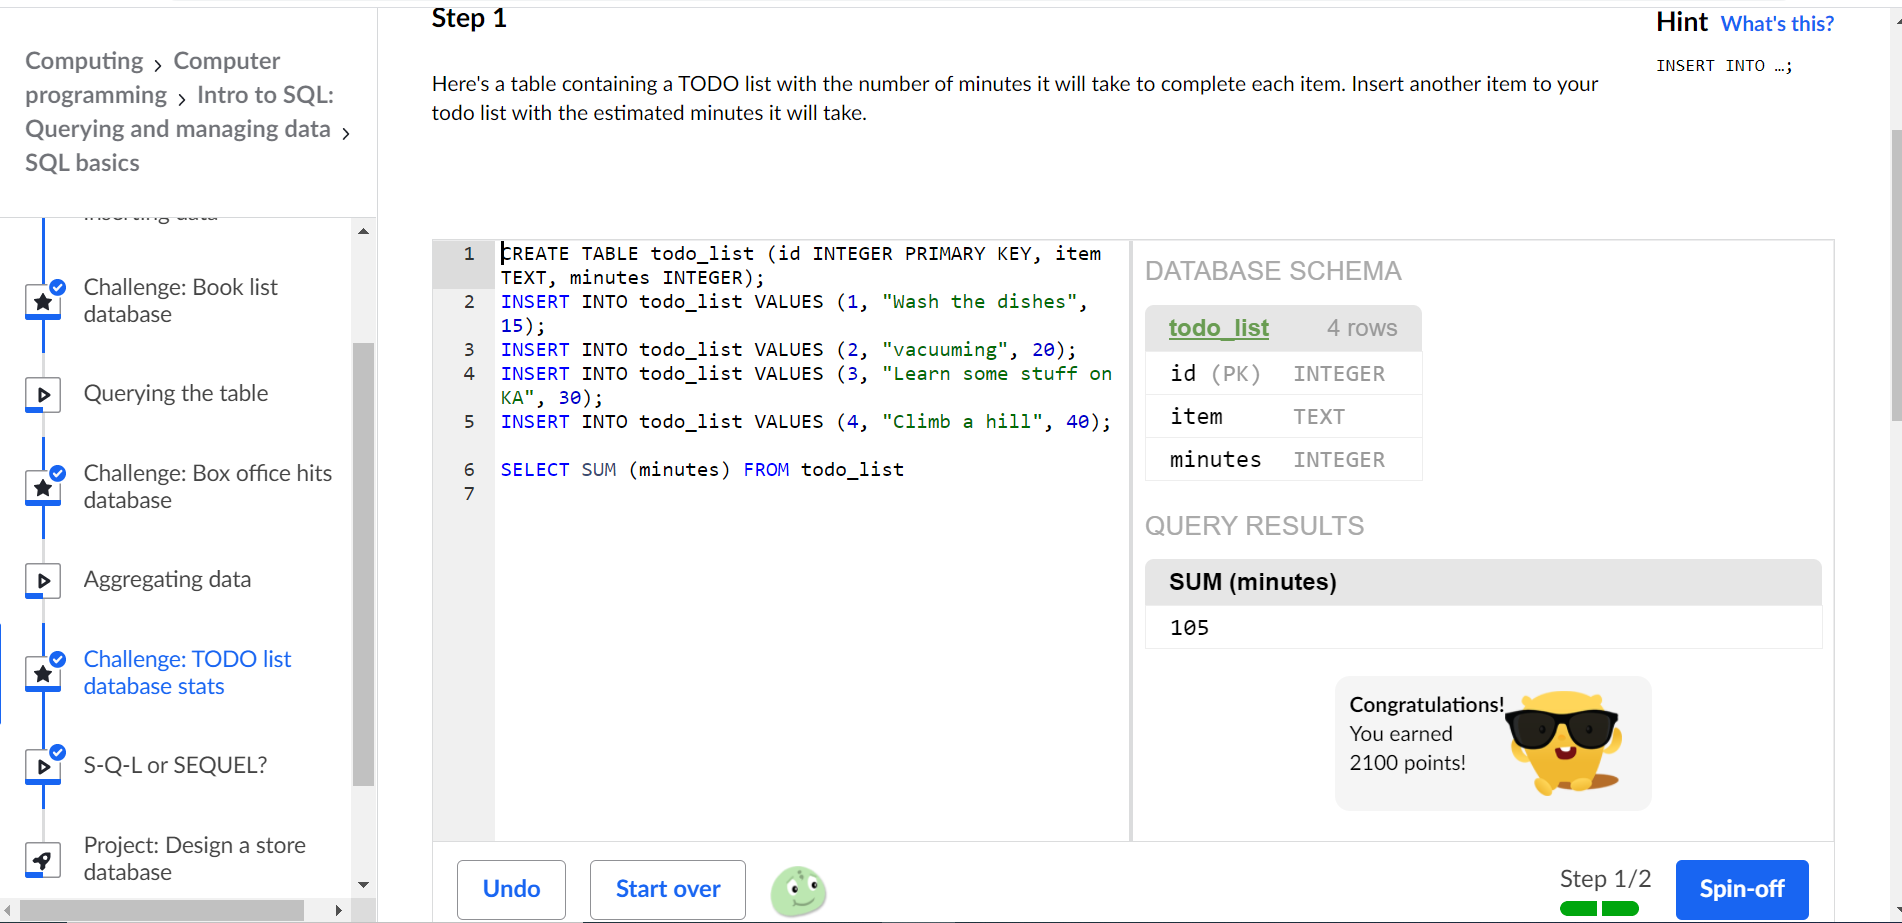 Computing › Computer
programming › Intro to SQL:
Querying and managing data ›
SQL basics
Inserting data
Challenge: Book list
database
Querying the table
Challenge: Box office hits
database
Aggregating data
Challenge: TODO list
database stats
S-Q-L or SEQUEL?
Project: Design a store
database
Step 1
Here's a table containing a TODO list with the number of minutes it will take to complete each item. Insert another item to your
todo list with the estimated minutes it will take.
Hint What's this?
INSERT INTO …;
1 CREATE TABLE todo_list (id INTEGER PRIMARY KEY, item
TEXT, minutes INTEGER);
2 INSERT INTO todo_list VALUES (1, "Wash the dishes",
15);
3 INSERT INTO todo_list VALUES (2, "vacuuming", 20);
4 INSERT INTO todo_list VALUES (3, "Learn some stuff on
KA", 30);
5 INSERT INTO todo_list VALUES (4, "Climb a hill", 40);
6 SELECT SUM (minutes) FROM todo_list
7
DATABASE SCHEMA
todo_list 4 rows
id (PK) INTEGER
item TEXT
minutes INTEGER
QUERY RESULTS
SUM (minutes)
105
Congratulations!
You earned
2100 points!
Undo
Start over
Step 1/2
Spin-off